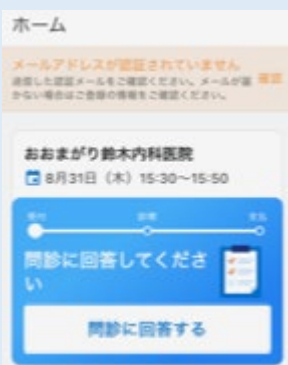 ホーム
メールアドレスが認証されていません
送信した認証メールをご確認ください。メールが届
確認
かない場合はご登録の情報をご確認ください。
おおまがり鈴木内科医院
8月31日（木）15:30～15:50
受付 診療 支払
問診に回答してくださ
い
問診に回答する